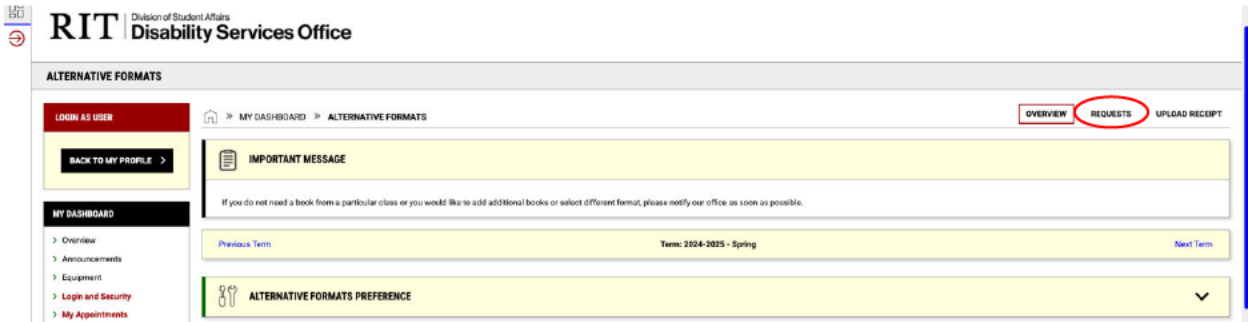 RIT
Division of Student Affairs
Disability Services Office
ALTERNATIVE FORMATS
LOGIN AS USER
BACK TO MY PROFILE >
MY DASHBOARD
> Overview
> Announcements
> Equipment
> Login and Security
> My Appointments
» MY DASHBOARD » ALTERNATIVE FORMATS
OVERVIEW REQUESTS UPLOAD RECEIPT
IMPORTANT MESSAGE
If you do not need a book from a particular class or you would like to add additional books or select different format, please notify our office as soon as possible.
Previous Term Term: 2024-2025 - Spring Next Term
ALTERNATIVE FORMATS PREFERENCE